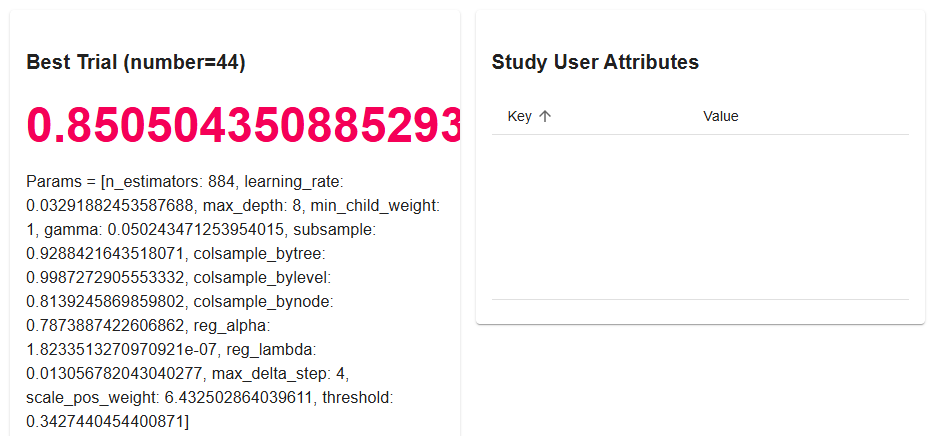 Best Trial (number=44)
0.8505043508852​93
Params = [n_estimators: 884, learning_rate:
0.03291882453587688, max_depth: 8, min_child_weight:
1, gamma: 0.050243471253954015, subsample:
0.9288421643518071, colsample_bytree:
0.9987272905553332, colsample_bylevel:
0.8139245869859802, colsample_bynode:
0.7873887422606862, reg_alpha:
1.8233513270970921e-07, reg_lambda:
0.013056782043040277, max_delta_step: 4,
scale_pos_weight: 6.432502864039611, threshold:
0.3427440454400871]
Study User Attributes
Key ↑ Value